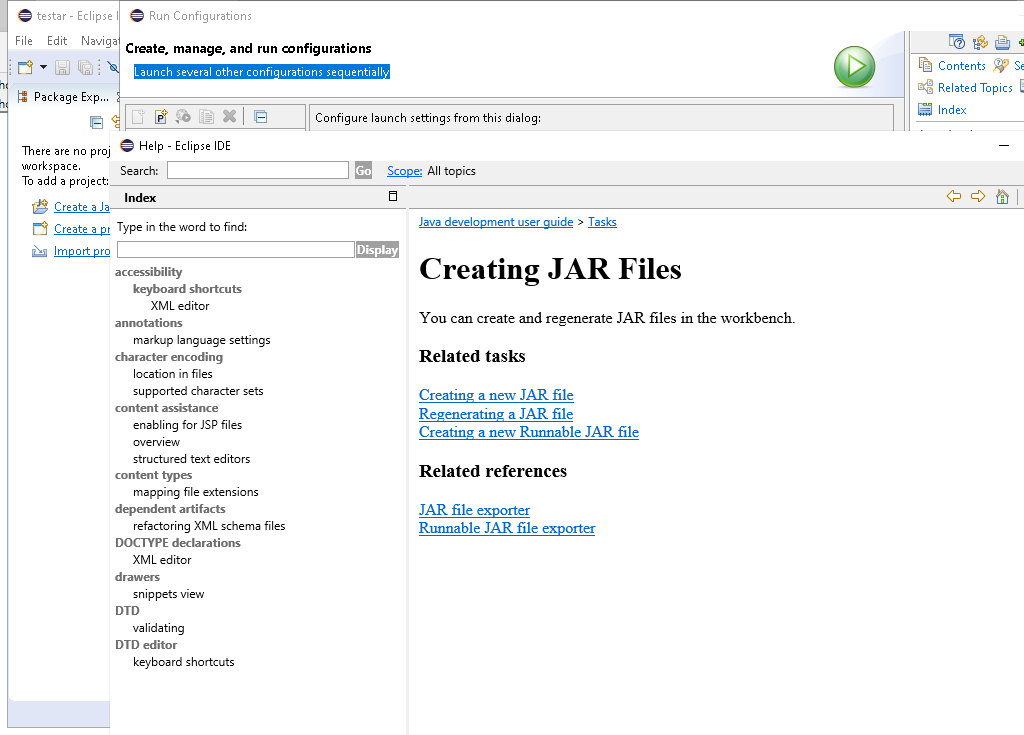 testar - Eclipse I
Run Configurations
File Edit Navigat
Create, manage, and run configurations
Launch several other configurations sequentially
Contents
Se
Related Topics
Index
Package Exp...
Configure launch settings from this dialog:
There are no proj
workspace.
To add a project:
Create a Ja
Create a pr
Import pro
Help - Eclipse IDE
Search:
Go
Scope: All topics
Index
Type in the word to find:
Display
accessibility
keyboard shortcuts
XML editor
annotations
markup language settings
character encoding
location in files
supported character sets
content assistance
enabling for JSP files
overview
structured text editors
content types
mapping file extensions
dependent artifacts
refactoring XML schema files
DOCTYPE declarations
XML editor
drawers
snippets view
DTD
validating
DTD editor
keyboard shortcuts
Java development user guide > Tasks
Creating JAR Files
You can create and regenerate JAR files in the workbench.
Related tasks
Creating a new JAR file
Regenerating a JAR file
Creating a new Runnable JAR file
Related references
JAR file exporter
Runnable JAR file exporter